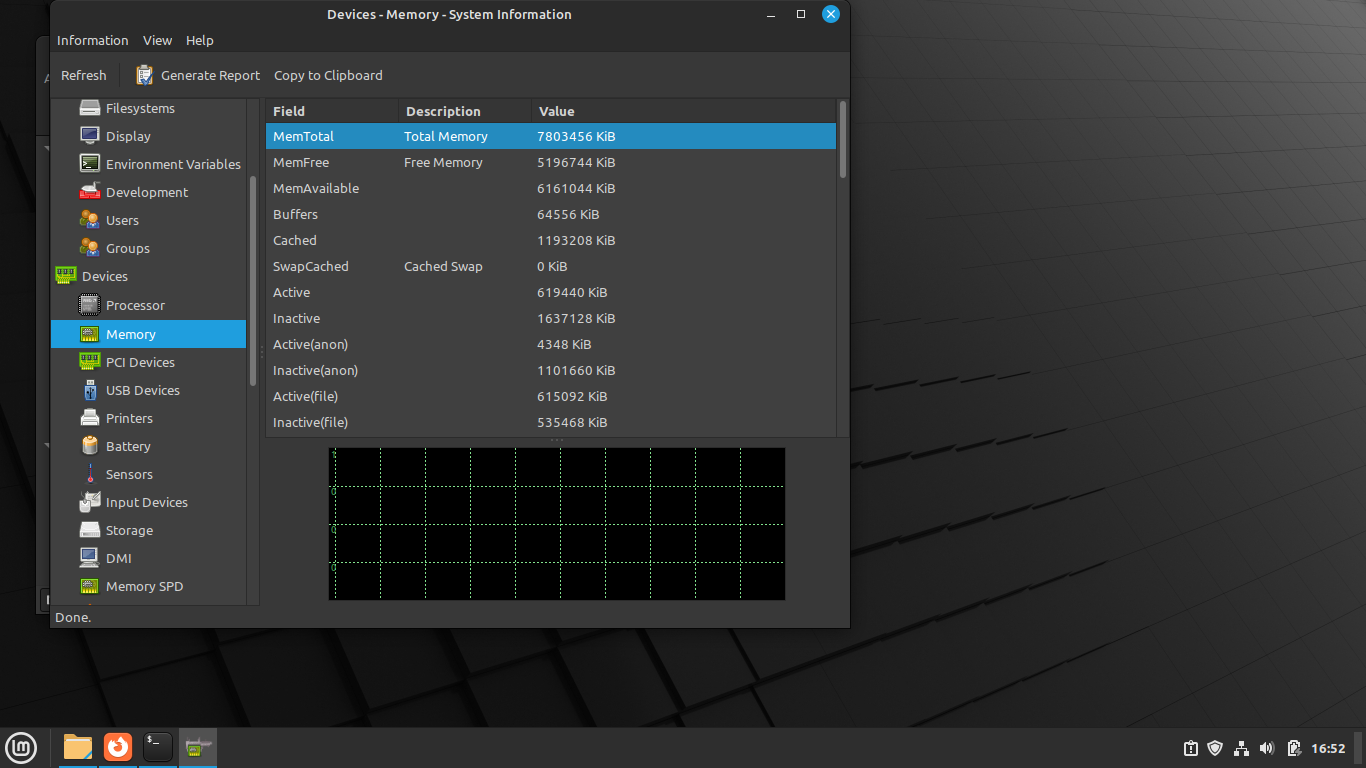 Devices - Memory - System Information
Information View Help
Refresh Generate Report Copy to Clipboard
Filesystems
Display
Environment Variables
Development
Users
Groups
Devices
Processor
Memory
PCI Devices
USB Devices
Printers
Battery
Sensors
Input Devices
Storage
DMI
Memory SPD
Field Description Value
MemTotal Total Memory 7803456 KiB
MemFree Free Memory 5196744 KiB
MemAvailable 6161044 KiB
Buffers 64556 KiB
Cached 1193208 KiB
SwapCached Cached Swap 0 KiB
Active 619440 KiB
Inactive 1637128 KiB
Active(anon) 4348 KiB
Inactive(anon) 1101660 KiB
Active(file) 615092 KiB
Inactive(file) 535468 KiB
0
0
0
Done.
16:52